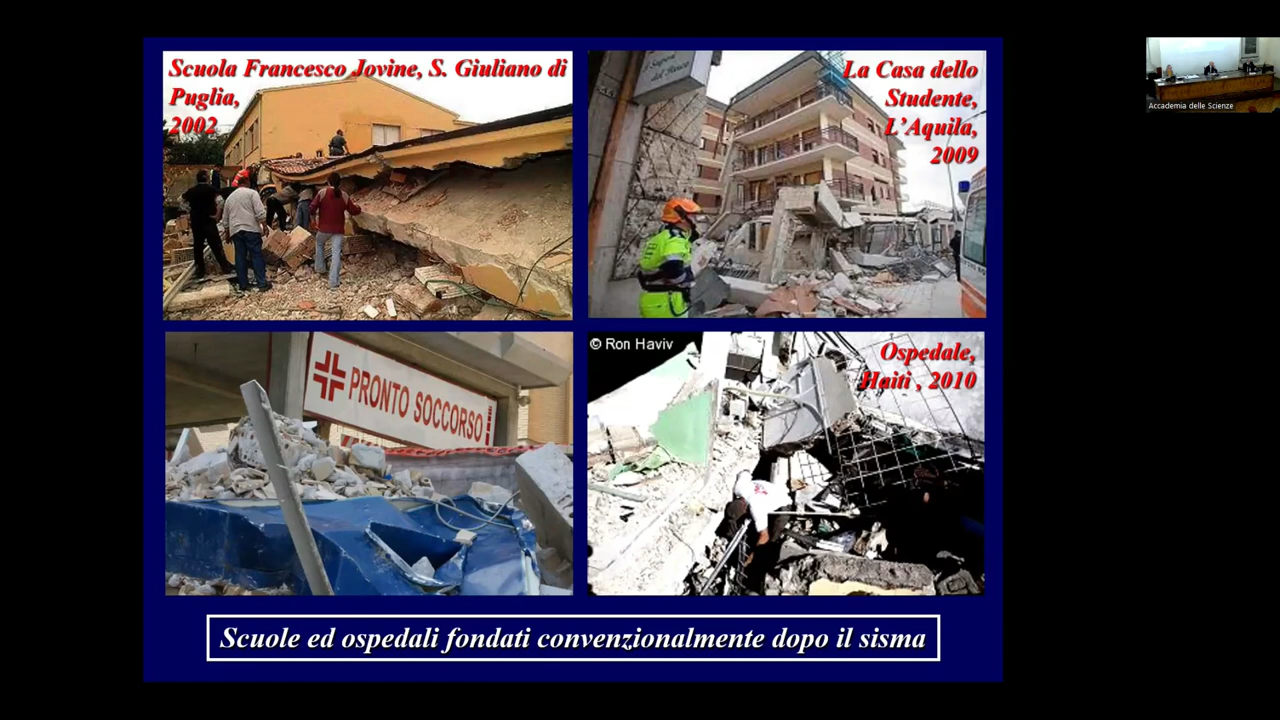 Scuola Francesco Jovine, S. Giuliano di
Puglia,
2002
La Casa dello
Studente,
L'Aquila,
2009
PRONTO SOCCORSO
© Ron Haviv
Ospedale,
Haiti , 2010
Scuole ed ospedali fondati convenzionalmente dopo il sisma
Accademia delle Scienze